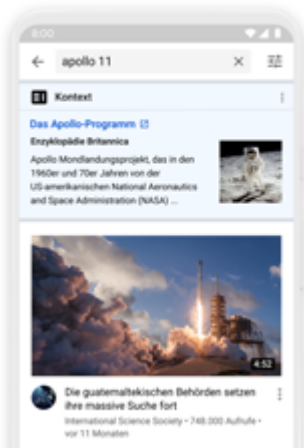 8:00
apollo 11
Kontext
Das Apollo-Programm
Enzyklopädie Britannica
Apollo Mondlandungsprojekt, das in den
1960er und 70er Jahren von der
US-amerikanischen National Aeronautics
and Space Administration (NASA) ...
4:52
Die guatemaltekischen Behörden setzen
ihre massive Suche fort
International Science Society • 748.000 Aufrufe •
vor 11 Monaten